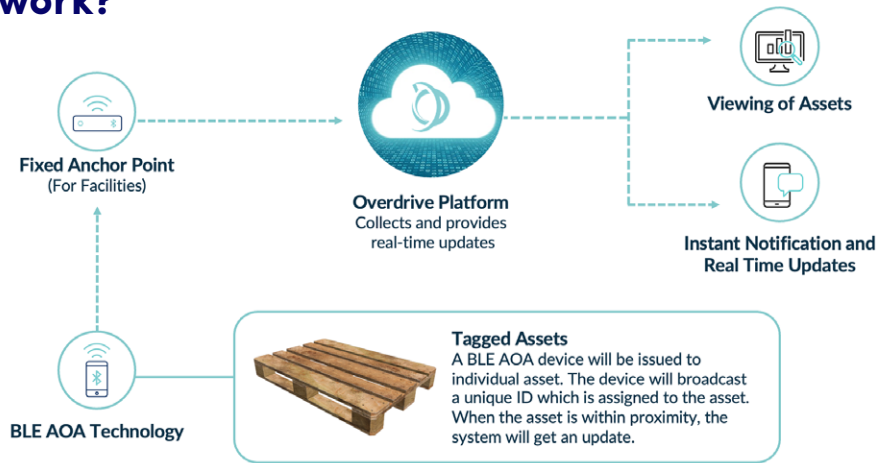 work?
Viewing of Assets
Fixed Anchor Point
(For Facilities)
Overdrive Platform
Collects and provides
real-time updates
Instant Notification and
Real Time Updates
Tagged Assets
A BLE AOA device will be issued to
individual asset. The device will broadcast
a unique ID which is assigned to the asset.
When the asset is within proximity, the
system will get an update.
BLE AOA Technology